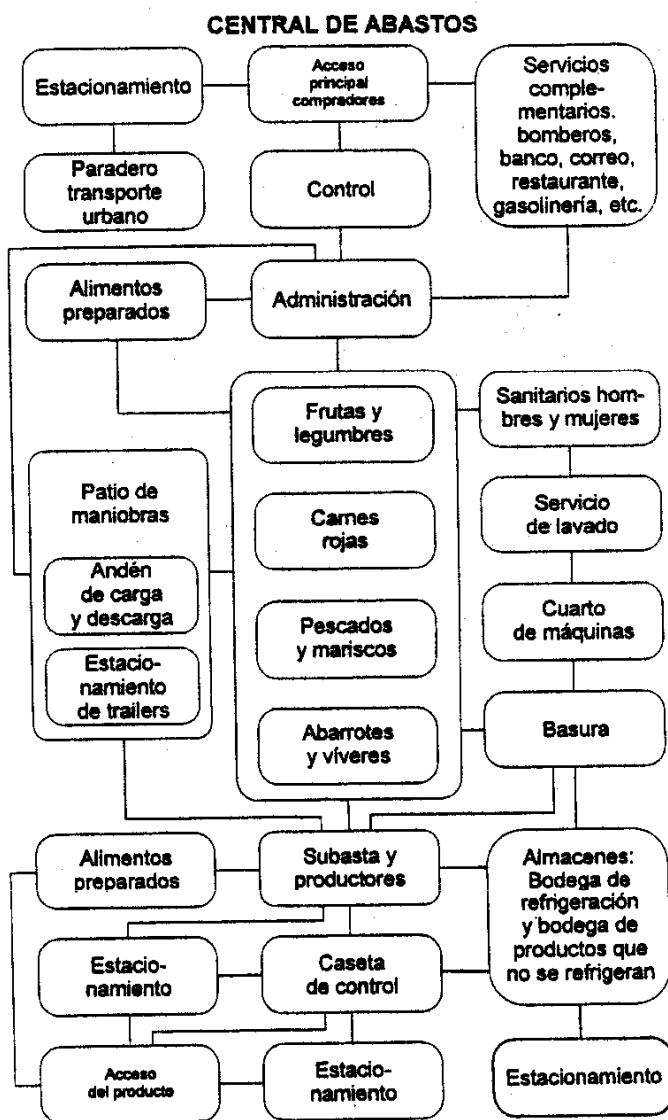 CENTRAL DE ABASTOS
Estacionamiento
Acceso
principal
compradores
Servicios
comple-
mentarios.
bomberos,
banco, correo,
restaurante,
gasolinería, etc.
Paradero
transporte
urbano
Control
Alimentos
preparados
Administración
Frutas y
legumbres
Sanitarios hom-
bres y mujeres
Patio de
maniobras
Carnes
rojas
Servicio
de lavado
Andén
de carga
y descarga
Pescados
y mariscos
Cuarto
de máquinas
Estacio-
namiento
de trailers
Abarrotes
y víveres
Basura
Alimentos
preparados
Subasta y
productores
Almacenes:
Bodega de
refrigeración
y bodega de
productos que
no se refrigeran
Estacio-
namiento
Caseta
de control
Acceso
del producte
Estacio-
namiento
Estacionamiento